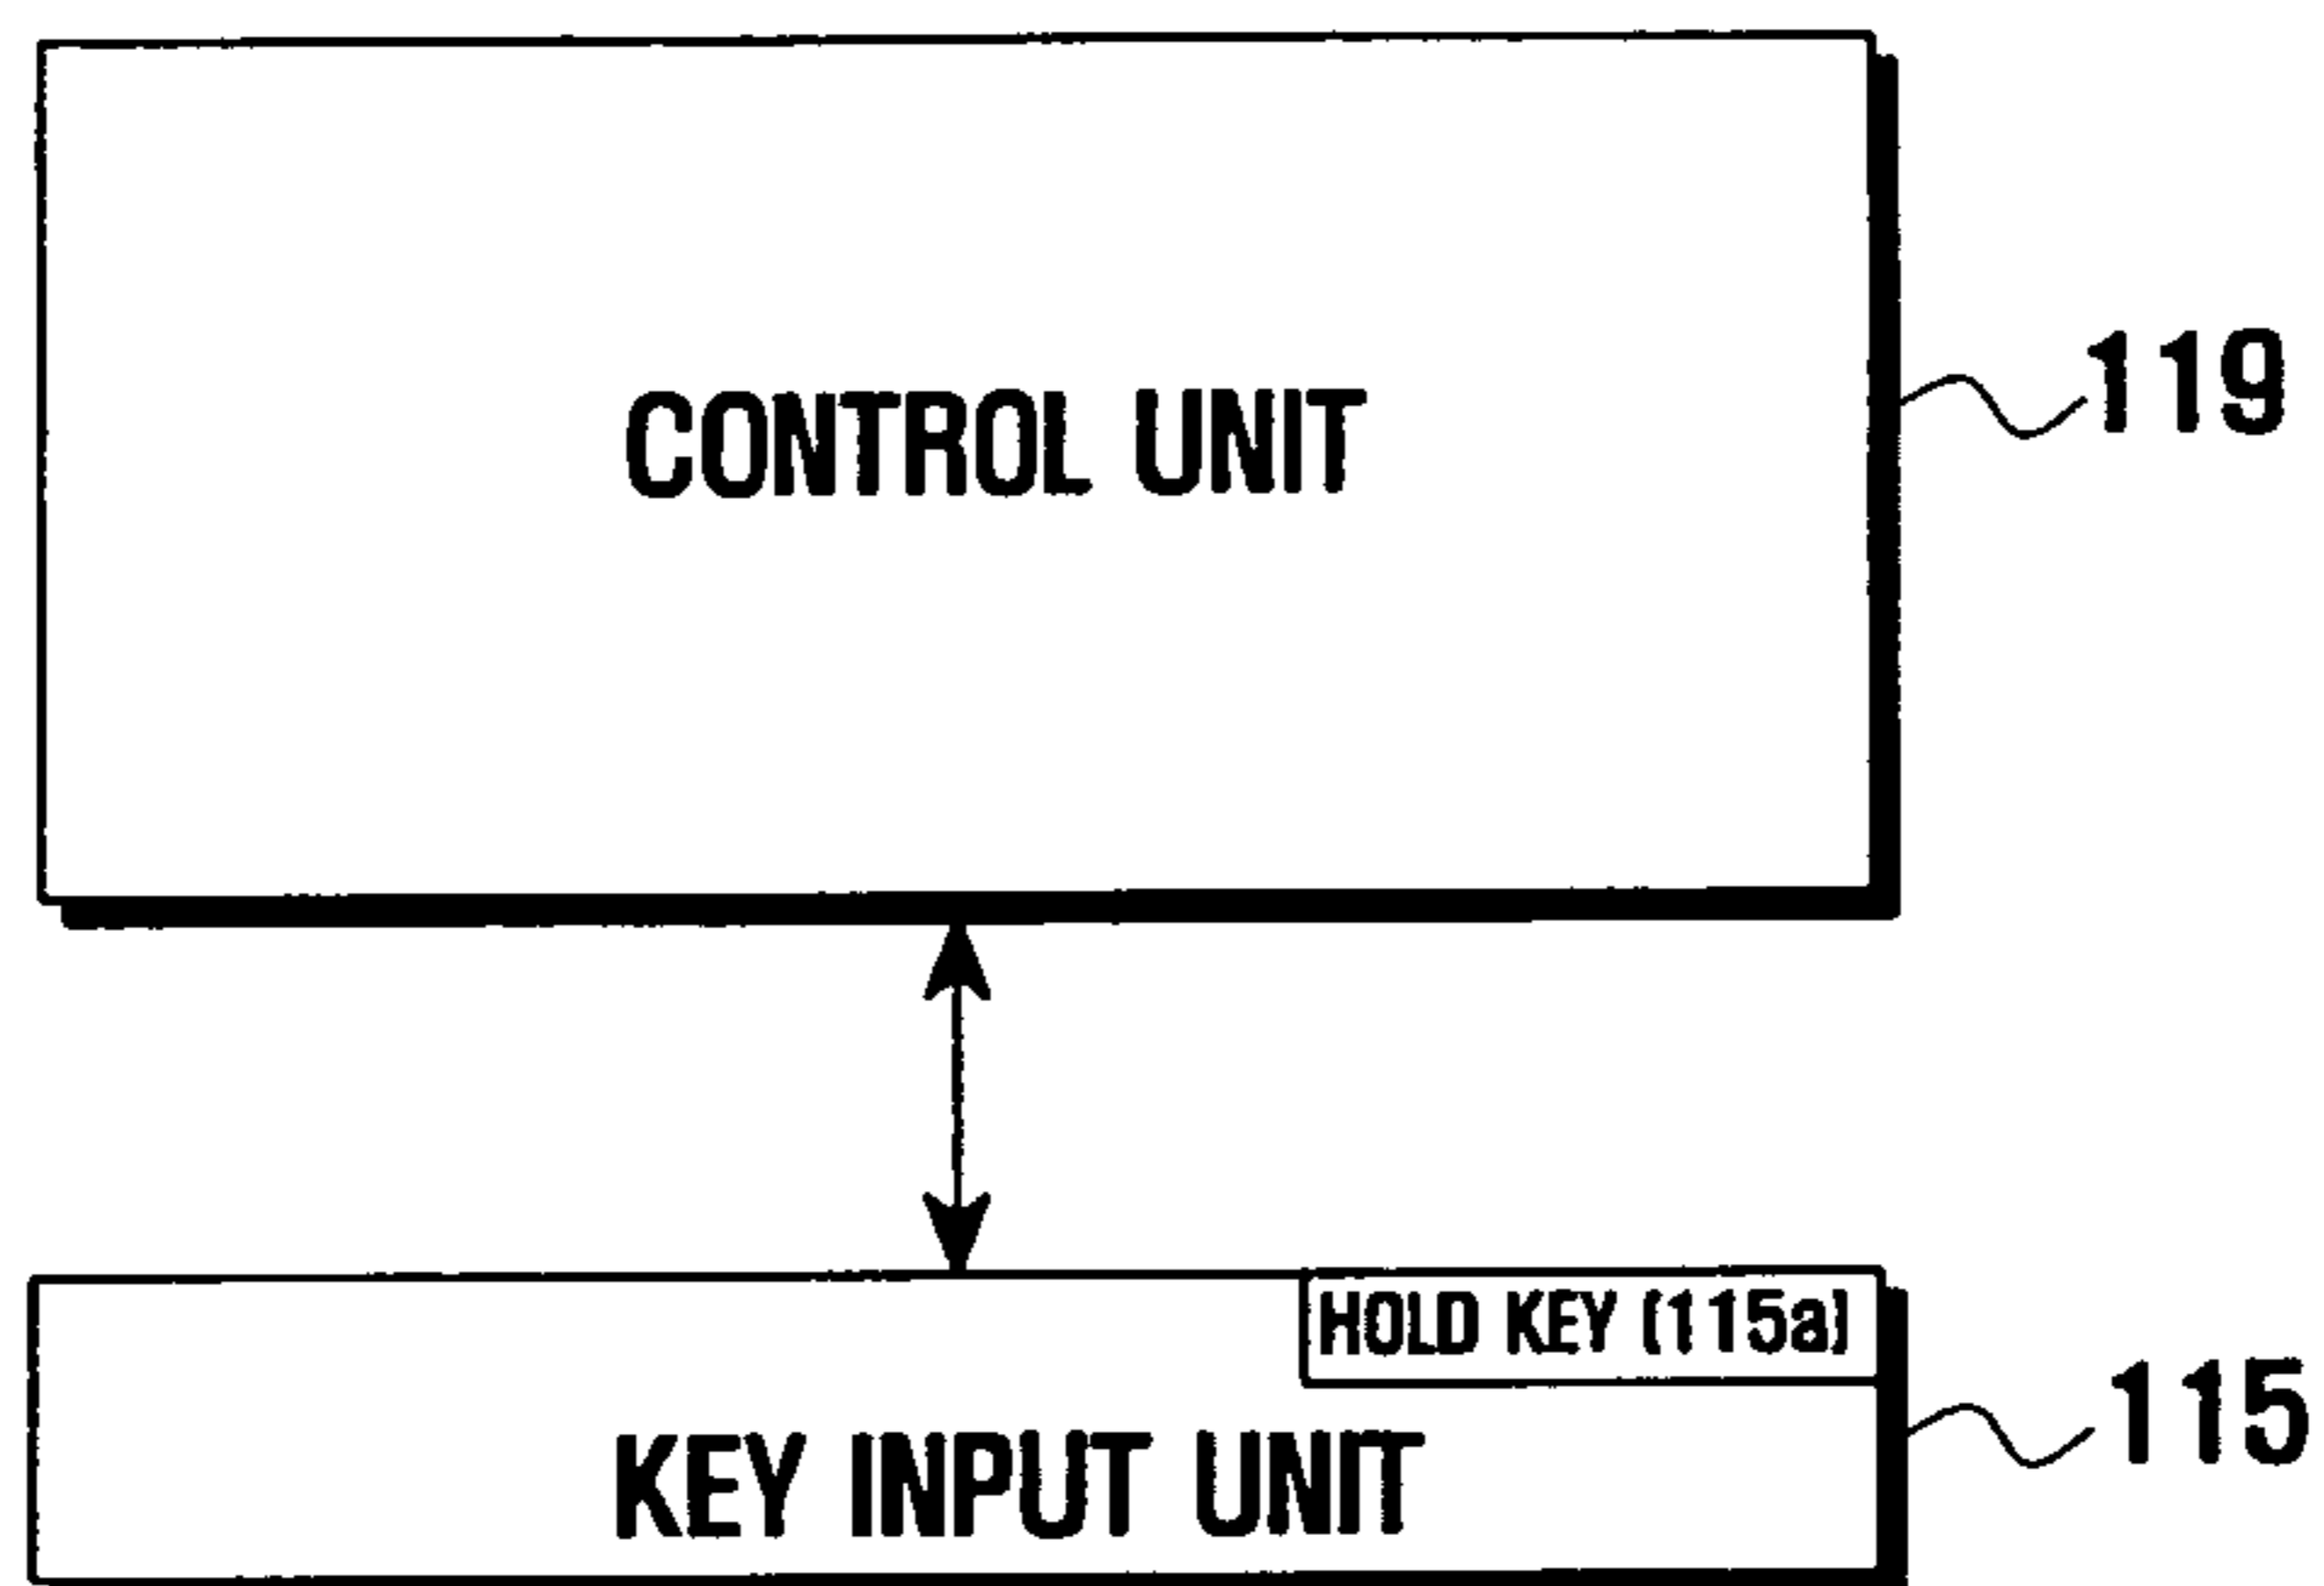 CONTROL UNIT
119
HOLD KEY (115a)
KEY INPUT UNIT
115